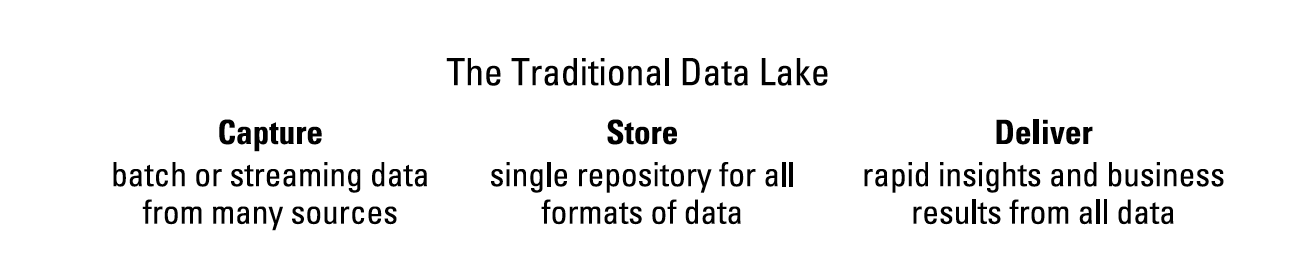 The Traditional Data Lake
Capture
batch or streaming data
from many sources
Store
single repository for all
formats of data
Deliver
rapid insights and business
results from all data